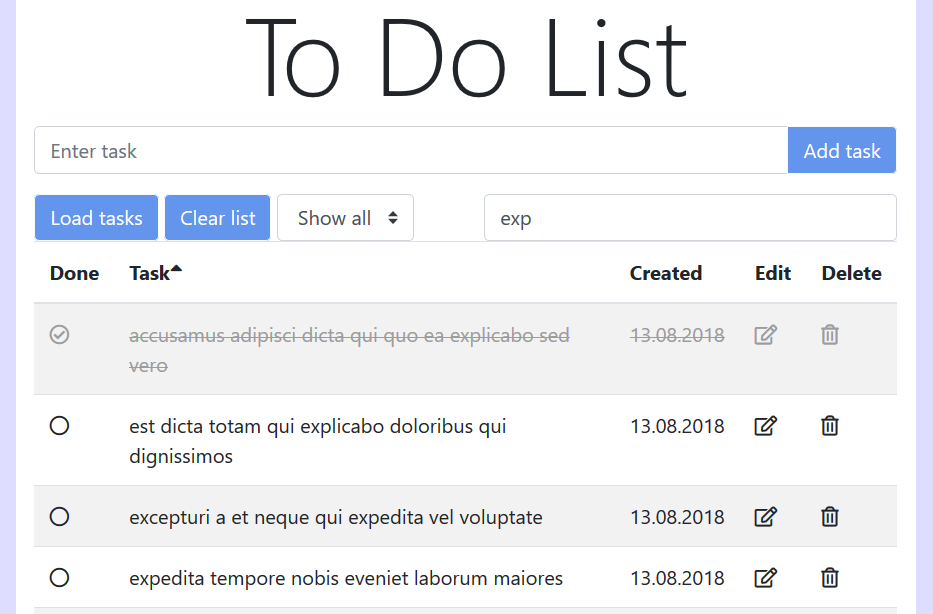 To Do List
Enter task
Add task
Load tasks
Clear list
Show all
exp
Done Task Created Edit Delete
accusamus adipisci dicta qui quo ea explicabo sed 13.08.2018
vero
est dicta totam qui explicabo doloribus qui 13.08.2018
dignissimos
excepturi a et neque qui expedita vel voluptate 13.08.2018
expedita tempore nobis eveniet laborum maiores 13.08.2018